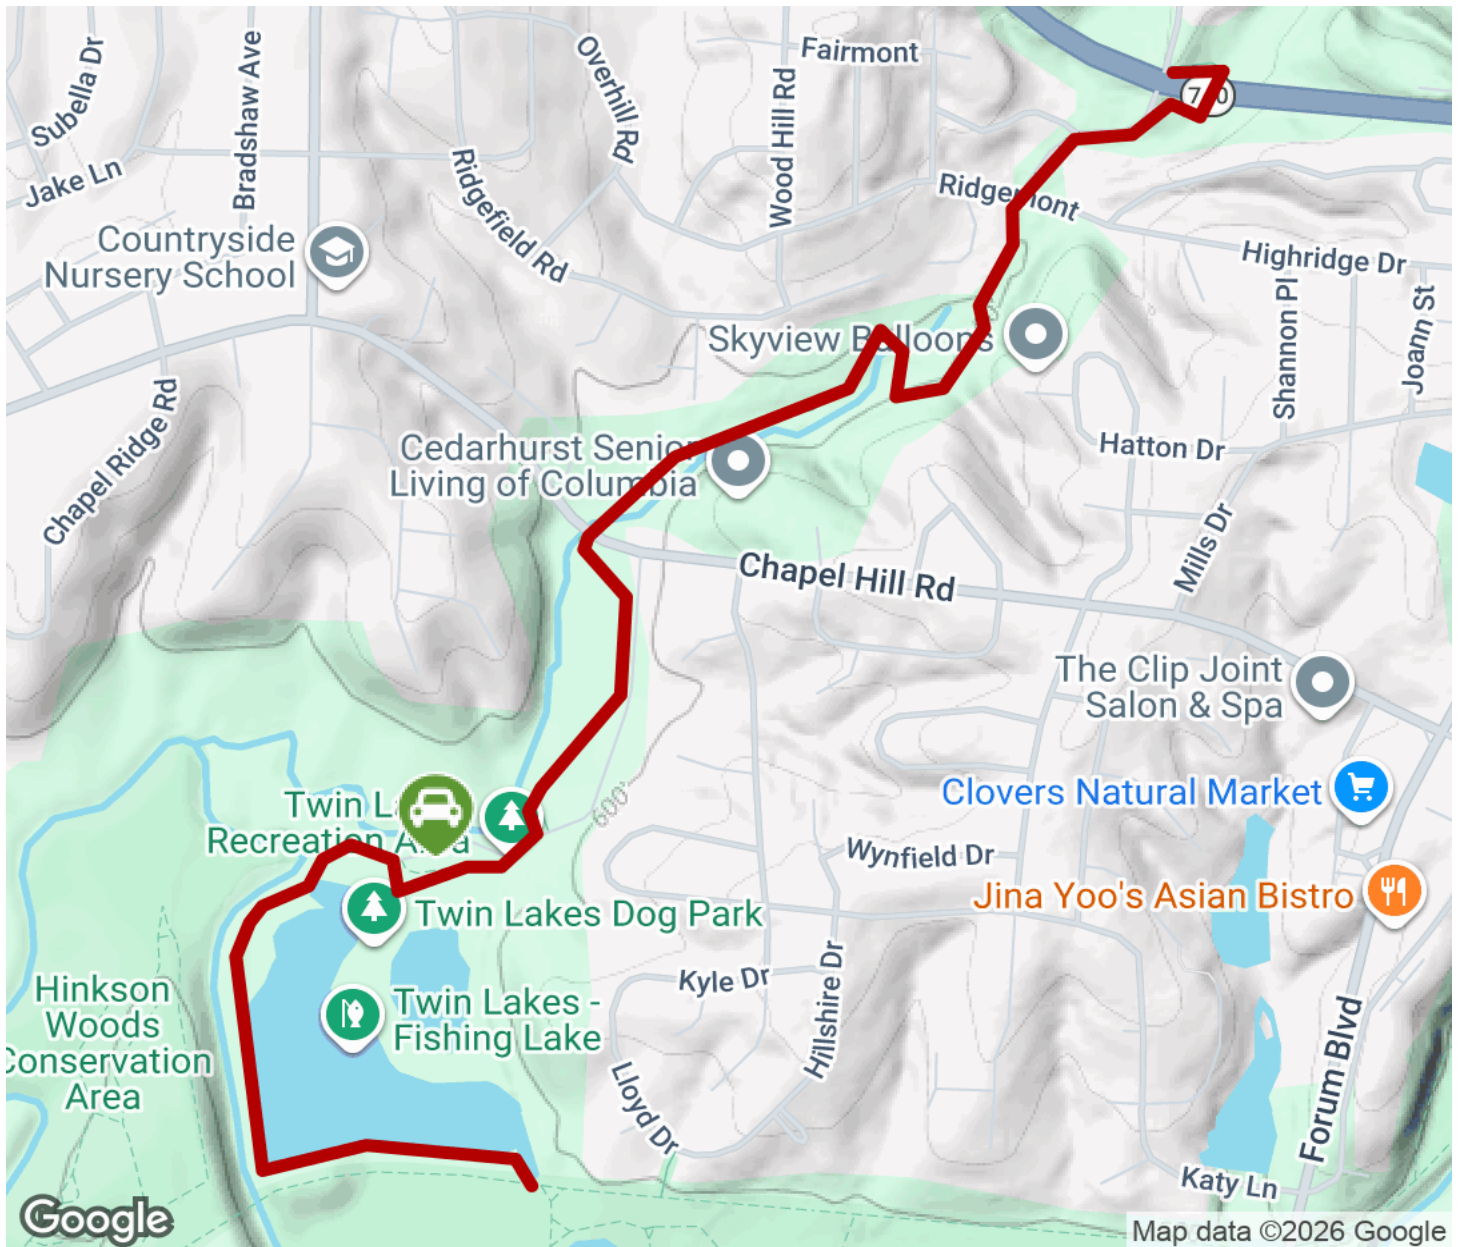 Fairmont
Subella Dr
Bradshaw Ave
Overhill Rd
Wood Hill Rd
Jake Ln
Ridgefield Rd
Ridgemont
Countryside
Nursery School
Highridge Dr
Shannon Pl
Joann St
Skyview Balloons
Chapel Ridge Rd
Cedarhurst Senior
Living of Columbia
Hatton Dr
Mills Dr
Chapel Hill Rd
The Clip Joint
Salon & Spa
Clovers Natural Market
600'
Recreation
Wynfield Dr
Jina Yoo's Asian Bistro
Twin Lakes Dog Park
Kyle Dr
Hillshire Dr
Hinkson
Woods
Conservation
Area
Twin Lakes -
Fishing Lake
Lloyd Dr
Forum Blvd
Katy Ln
Google
Map data ©2026 Google